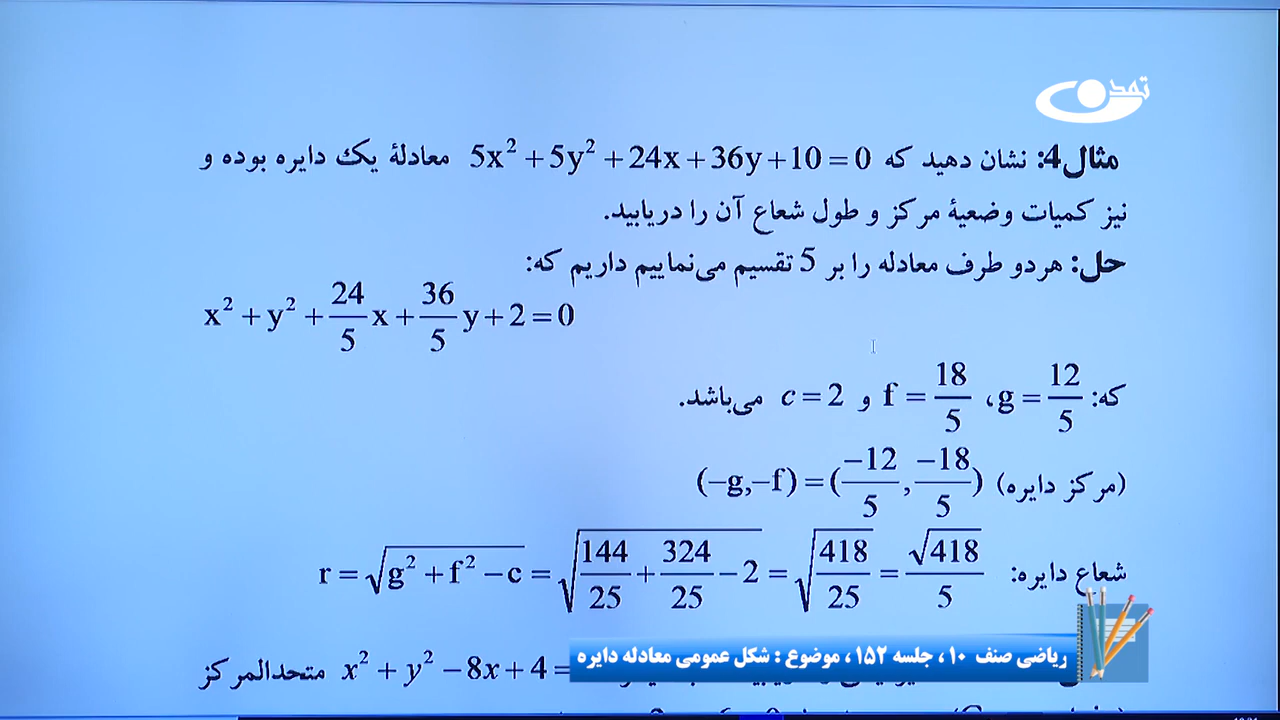 تمدن
مثال4: نشان دهید که 5x² + 5y² + 24x + 36y + 10 = 0 معادلهٔ یک دایره بوده و
نیز کمیات وضعیهٔ مرکز و طول شعاع آن را دریابید.
حل: هردو طرف معادله را بر 5 تقسیم می‌نماییم داریم که:
x² + y² + 24/5 x + 36/5 y + 2 = 0
که: g = 12/5 ، f = 18/5 و c = 2 می‌باشد.
(مرکز دایره) (−g,−f) = (−12/5 , −18/5)
شعاع دایره: r = √(g² + f² − c) = √(144/25 + 324/25 − 2) = √(418/25) = √418/5
ریاضی صنف ۱۰ ، جلسه ۱۵۲ ، موضوع : شکل عمومی معادله دایره
x² + y² − 8x + 4 = متحدالمرکز